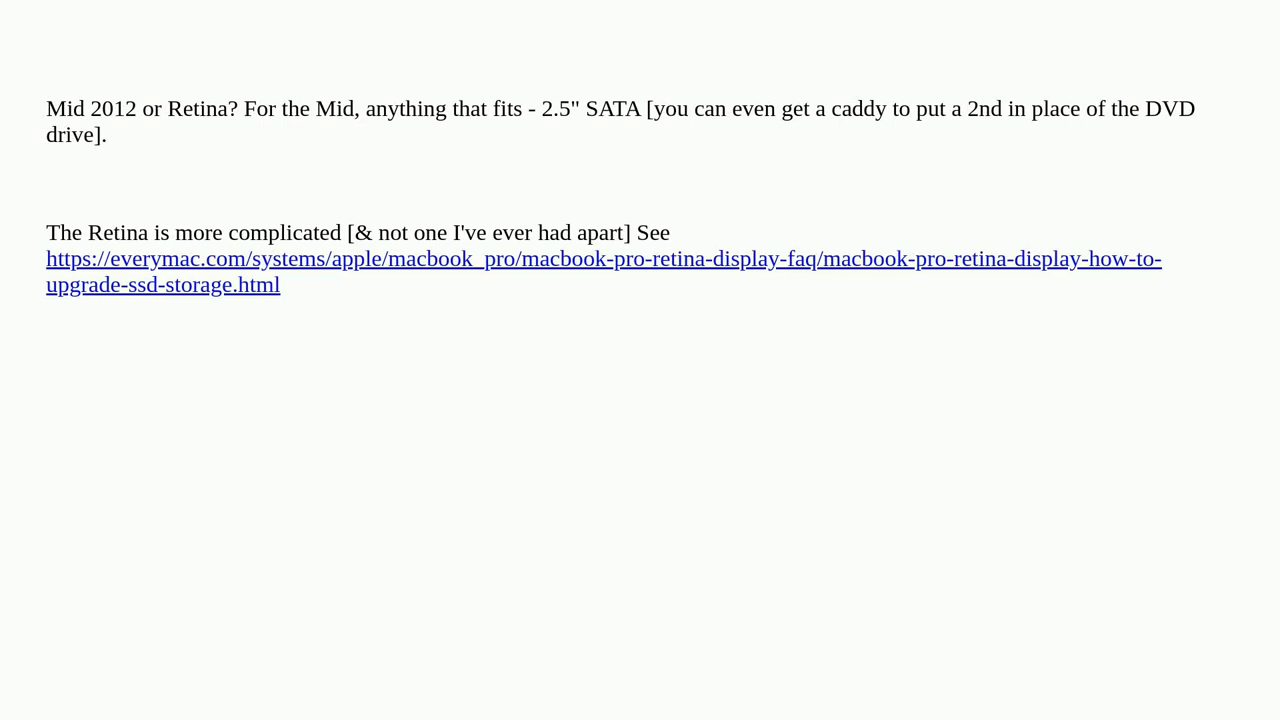 Mid 2012 or Retina? For the Mid, anything that fits - 2.5" SATA [you can even get a caddy to put a 2nd in place of the DVD
drive].
The Retina is more complicated [& not one I've ever had apart] See
https://everymac.com/systems/apple/macbook_pro/macbook-pro-retina-display-faq/macbook-pro-retina-display-how-to-
upgrade-ssd-storage.html